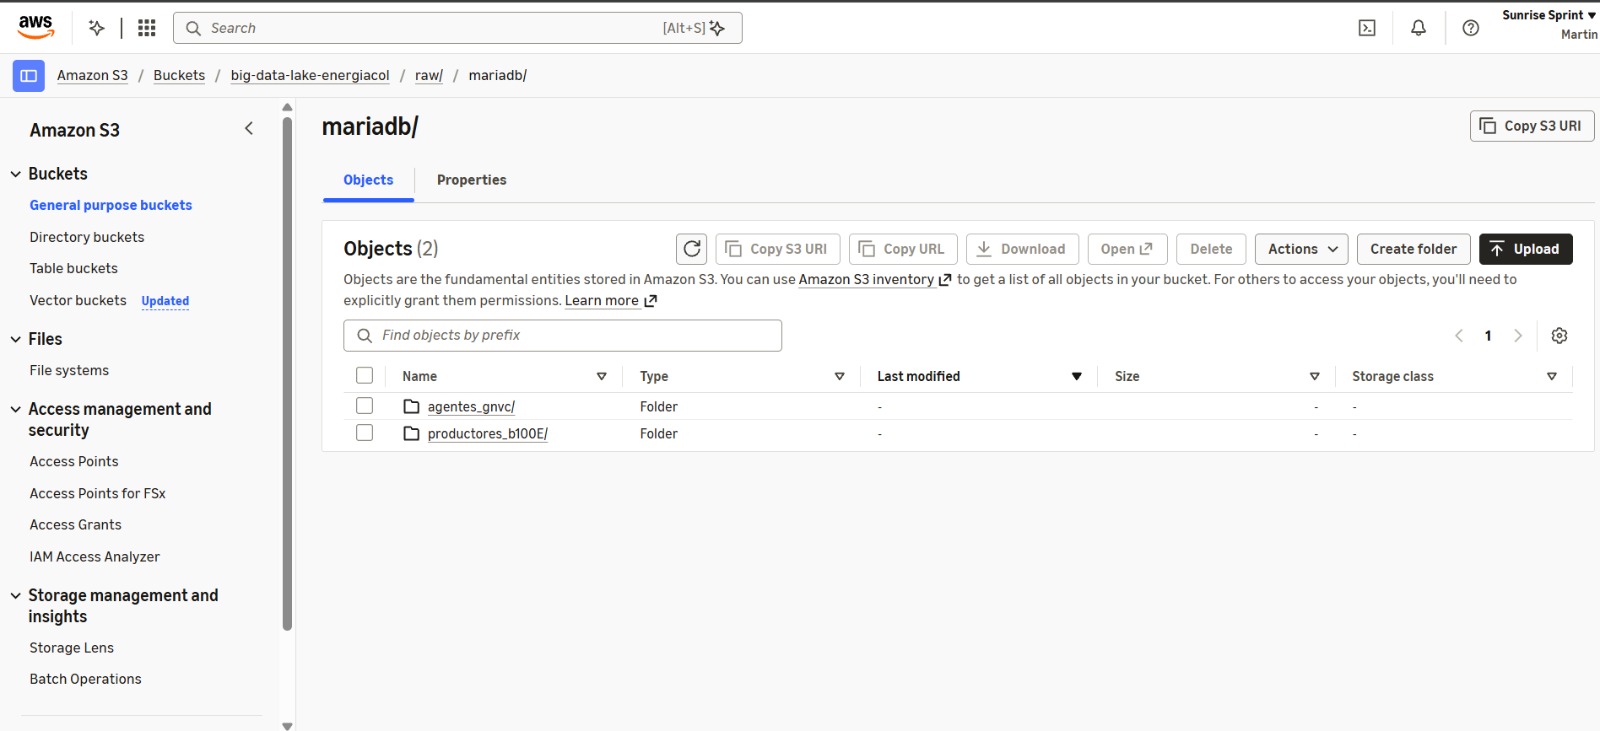 aws
Search
[Alt+S]
Sunrise Sprint
Martin
Amazon S3 / Buckets / big-data-lake-energiacol / raw/ / mariadb/
Amazon S3
Buckets
General purpose buckets
Directory buckets
Table buckets
Vector buckets Updated
Files
File systems
Access management and
security
Access Points
Access Points for FSx
Access Grants
IAM Access Analyzer
Storage management and
insights
Storage Lens
Batch Operations
mariadb/
Copy S3 URI
Objects
Properties
Objects (2)
Copy S3 URI
Copy URL
Download
Open
Delete
Actions
Create folder
Upload
Objects are the fundamental entities stored in Amazon S3. You can use Amazon S3 inventory to get a list of all objects in your bucket. For others to access your objects, you'll need to
explicitly grant them permissions. Learn more
Find objects by prefix
1
Name Type Last modified Size Storage class
agentes_gnvc/ Folder - - -
productores_b100E/ Folder - - -